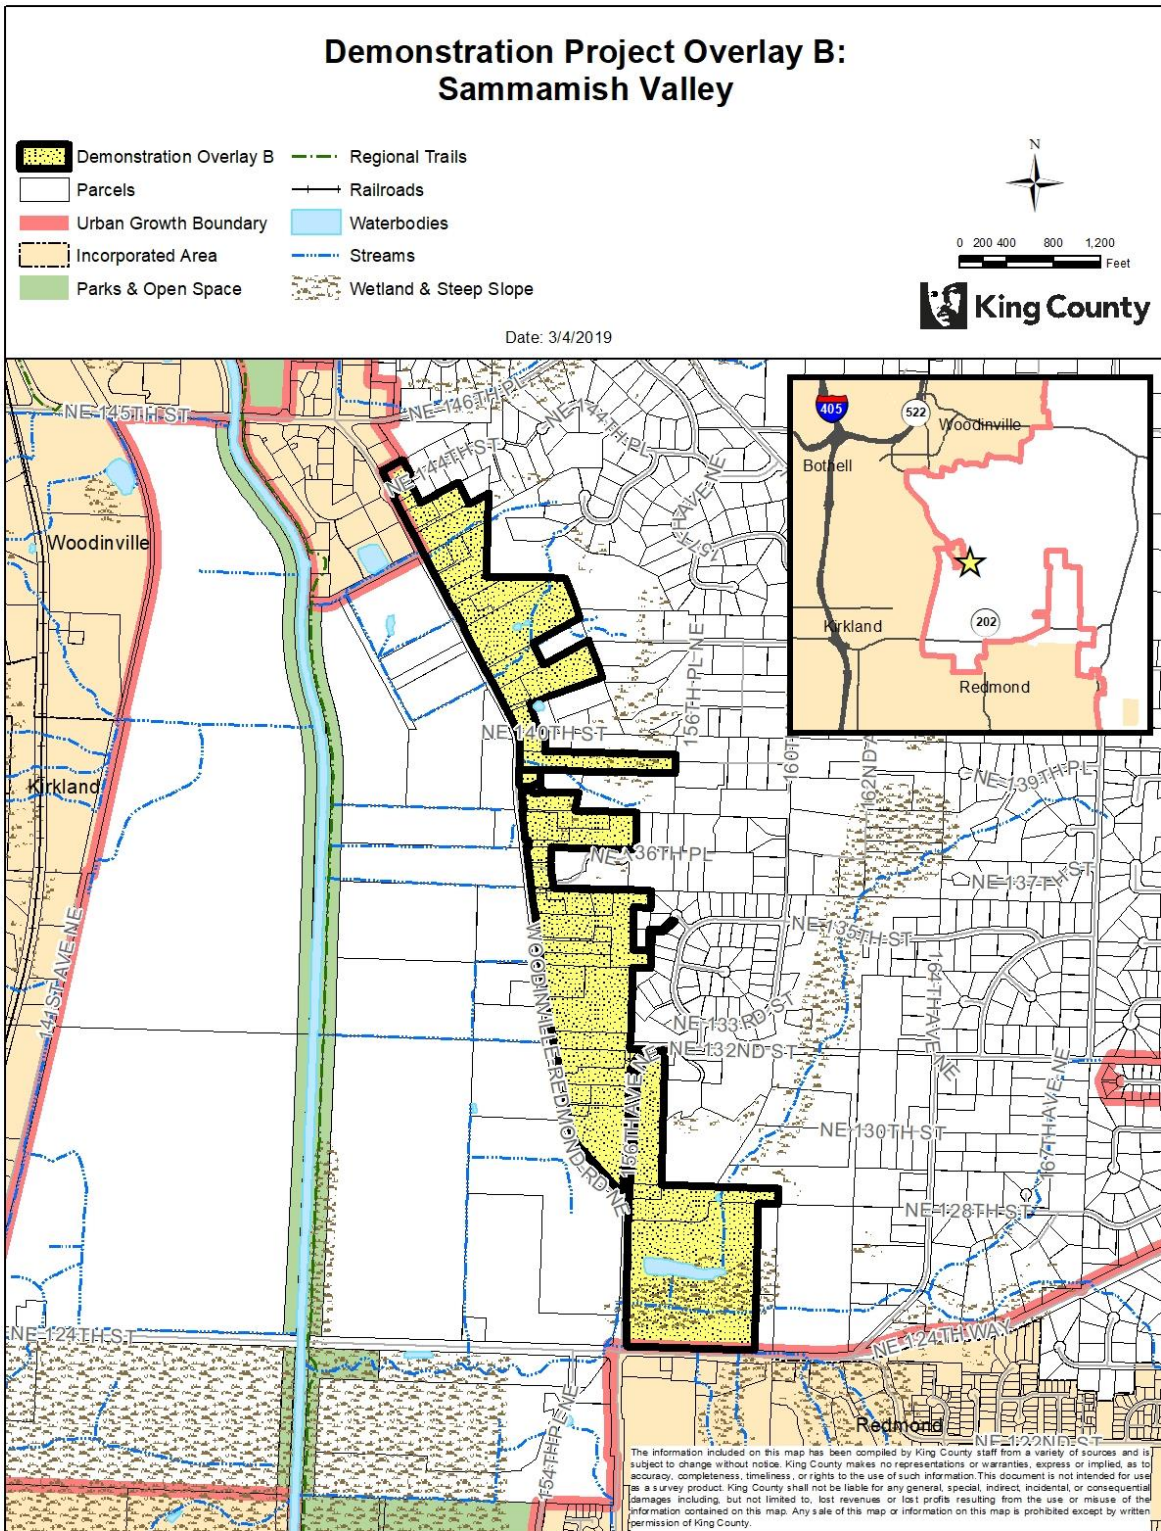 Demonstration Project Overlay B:
Sammamish Valley
Demonstration Overlay B
Parcels
Urban Growth Boundary
Incorporated Area
Parks & Open Space
Regional Trails
Railroads
Waterbodies
Streams
Wetland & Steep Slope
N
0 200 400 800 1,200
Feet
King County
Date: 3/4/2019
NE 145TH ST
NE 146TH PL
NE 144TH PL
NE 144TH ST
Woodinville
405
522
Woodinville
Bothell
Kirkland
202
Redmond
156TH PL NE
NE 140TH ST
162ND A
NE 139TH PL
Kirkland
NE 136TH PL
NE 137TH ST
NE 135TH ST
141ST AVE NE
WOODINVILLE-REDMOND RD NE
164TH AVE NE
NE 133RD ST
NE 132ND ST
156TH AVE NE
167TH AVE NE
NE 130TH ST
NE 128TH ST
NE 124TH ST
NE 124TH WAY
154TH PL NE
Redmond
NE 122ND ST
The information included on this map has been compiled by King County staff from a variety of sources and is
subject to change without notice. King County makes no representations or warranties, express or implied, as to
accuracy, completeness, timeliness, or rights to the use of such information. This document is not intended for use
as a survey product. King County shall not be liable for any general, special, indirect, incidental, or consequential
damages including, but not limited to, lost revenues or lost profits resulting from the use or misuse of the
information contained on this map. Any sale of this map or information on this map is prohibited except by written
permission of King County.